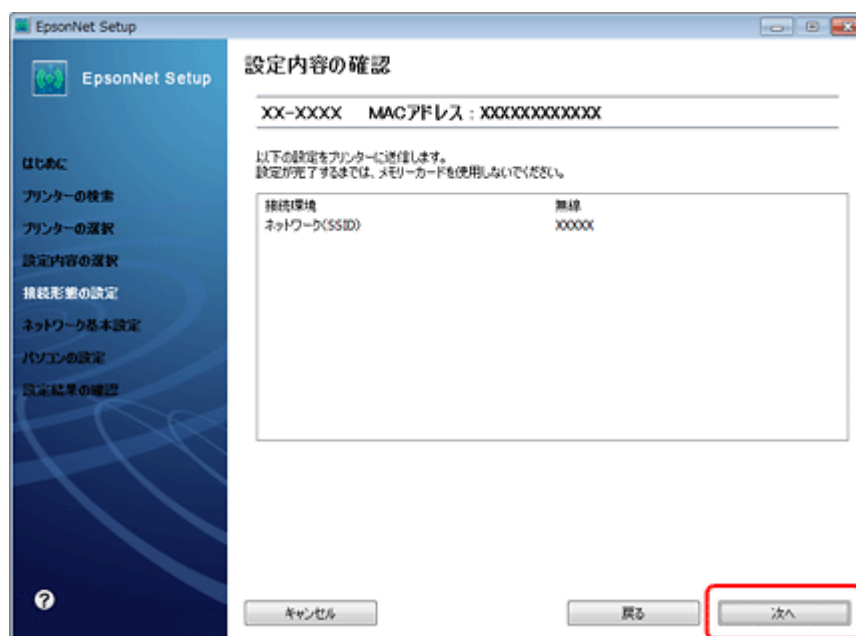 EpsonNet Setup
EpsonNet Setup
はじめに
プリンターの検索
プリンターの選択
設定内容の選択
接続形態の設定
ネットワーク基本設定
パソコンの設定
設定結果の確認
設定内容の確認
XX-XXXX MACアドレス : XXXXXXXXXXXX
以下の設定をプリンターに送信します。
設定が完了するまでは、メモリーカードを使用しないでください。
接続環境 無線
ネットワーク(SSID) XXXXX
?
キャンセル 戻る 次へ